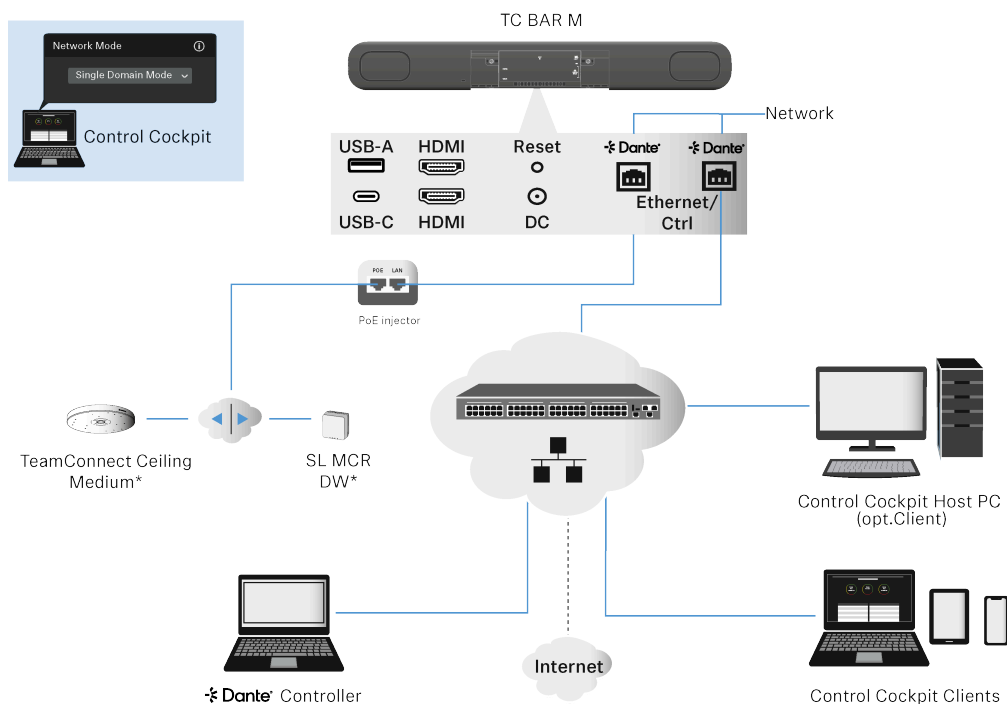 TC BAR M
Network Mode
Single Domain Mode
Control Cockpit
Network
USB-A HDMI Reset Dante Dante
Ethernet/
Ctrl
USB-C HDMI DC
POE LAN
PoE injector
TeamConnect Ceiling
Medium*
SL MCR
DW*
Control Cockpit Host PC
(opt.Client)
Internet
Dante Controller
Control Cockpit Clients